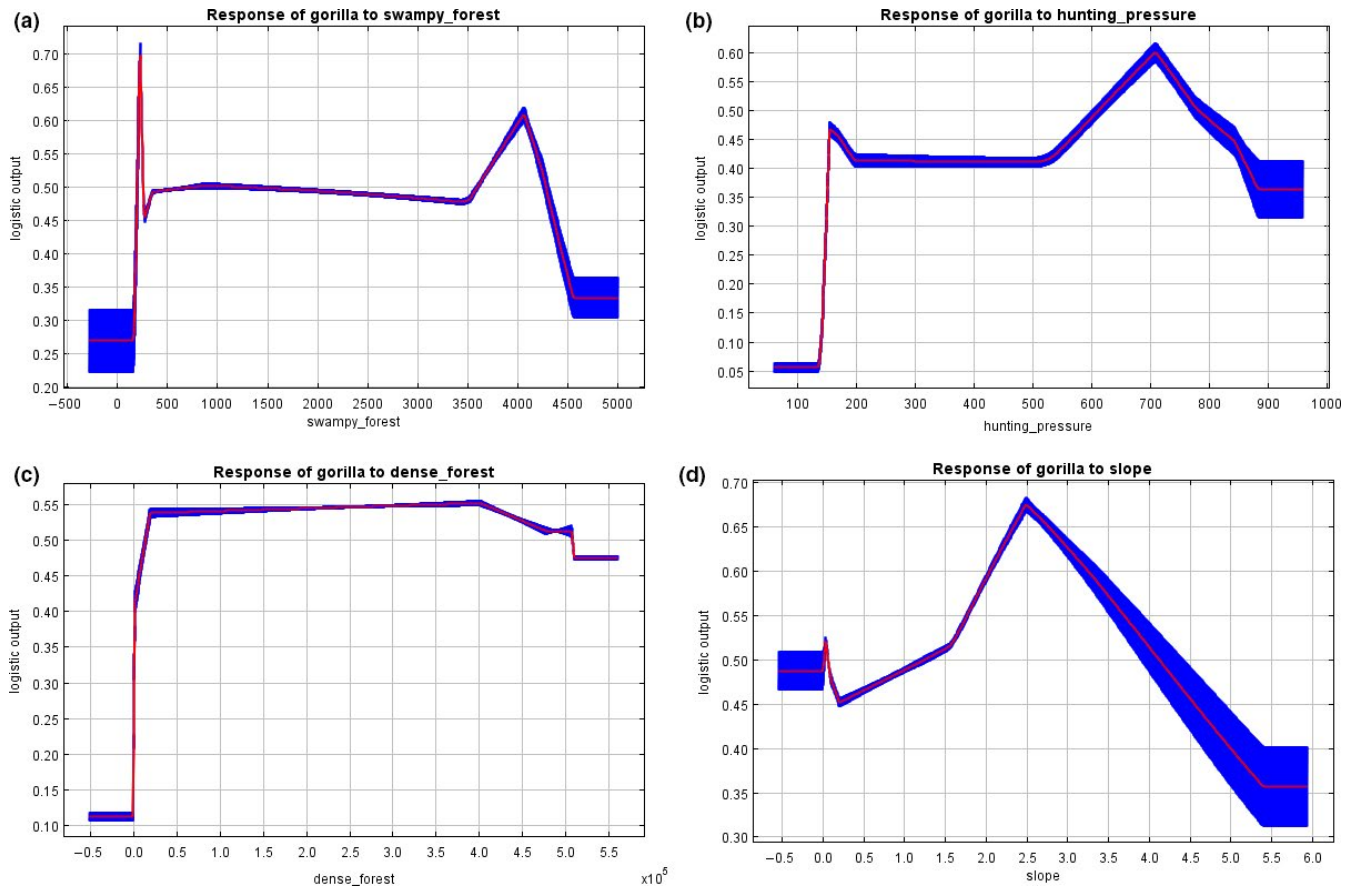 (a)
Response of gorilla to swampy_forest
logistic output
0.70
0.65
0.60
0.55
0.50
0.45
0.40
0.35
0.30
0.25
0.20
−500 0 500 1000 1500 2000 2500 3000 3500 4000 4500 5000
swampy_forest
(b)
Response of gorilla to hunting_pressure
logistic output
0.60
0.55
0.50
0.45
0.40
0.35
0.30
0.25
0.20
0.15
0.10
0.05
100 200 300 400 500 600 700 800 900 1000
hunting_pressure
(c)
Response of gorilla to dense_forest
logistic output
0.55
0.50
0.45
0.40
0.35
0.30
0.25
0.20
0.15
0.10
−0.5 0.0 0.5 1.0 1.5 2.0 2.5 3.0 3.5 4.0 4.5 5.0 5.5
dense_forest
x10^5
(d)
Response of gorilla to slope
logistic output
0.70
0.65
0.60
0.55
0.50
0.45
0.40
0.35
0.30
−0.5 0.0 0.5 1.0 1.5 2.0 2.5 3.0 3.5 4.0 4.5 5.0 5.5 6.0
slope